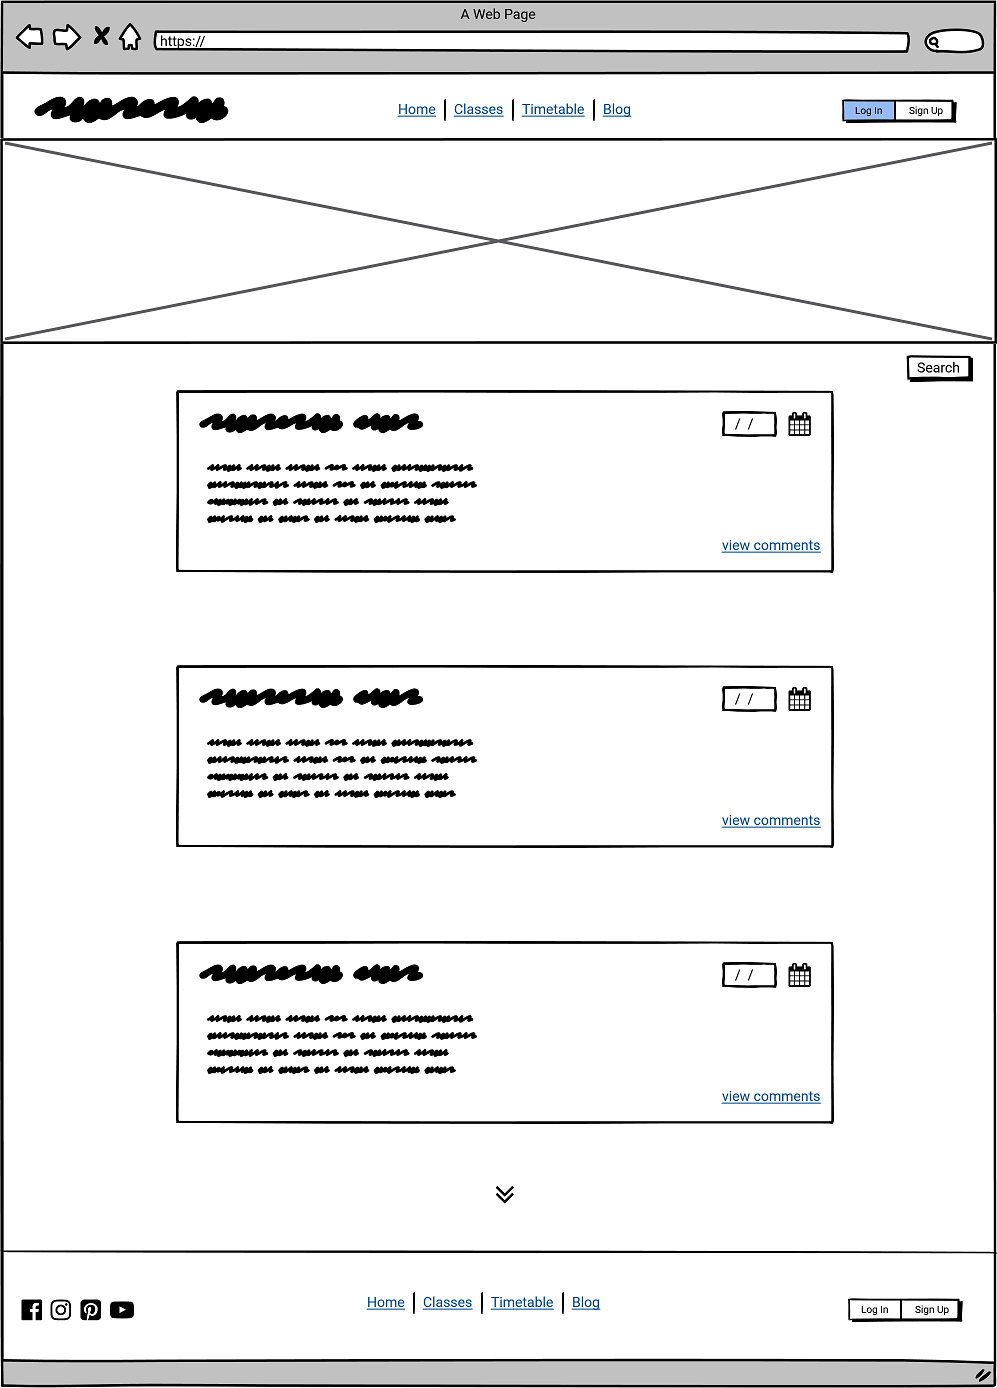 A Web Page
https://
Home Classes Timetable Blog
Log In Sign Up
Search
/ /
view comments
/ /
view comments
/ /
view comments
Home Classes Timetable Blog
Log In Sign Up